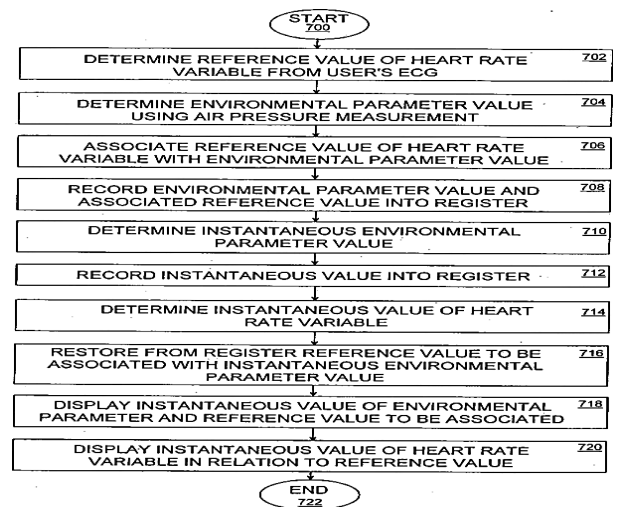 START
700
DETERMINE REFERENCE VALUE OF HEART RATE 702
VARIABLE FROM USER'S ECG
DETERMINE ENVIRONMENTAL PARAMETER VALUE 704
USING AIR PRESSURE MEASUREMENT
ASSOCIATE REFERENCE VALUE OF HEART RATE 706
VARIABLE WITH ENVIRONMENTAL PARAMETER VALUE
RECORD ENVIRONMENTAL PARAMETER VALUE AND 708
ASSOCIATED REFERENCE VALUE INTO REGISTER
DETERMINE INSTANTANEOUS ENVIRONMENTAL 710
PARAMETER VALUE
RECORD INSTANTANEOUS VALUE INTO REGISTER 712
DETERMINE INSTANTANEOUS VALUE OF HEART 714
RATE VARIABLE
RESTORE FROM REGISTER REFERENCE VALUE TO BE 716
ASSOCIATED WITH INSTANTANEOUS ENVIRONMENTAL
PARAMETER VALUE
DISPLAY INSTANTANEOUS VALUE OF ENVIRONMENTAL 718
PARAMETER AND REFERENCE VALUE TO BE ASSOCIATED
DISPLAY INSTANTANEOUS VALUE OF HEART RATE 720
VARIABLE IN RELATION TO REFERENCE VALUE
END
722